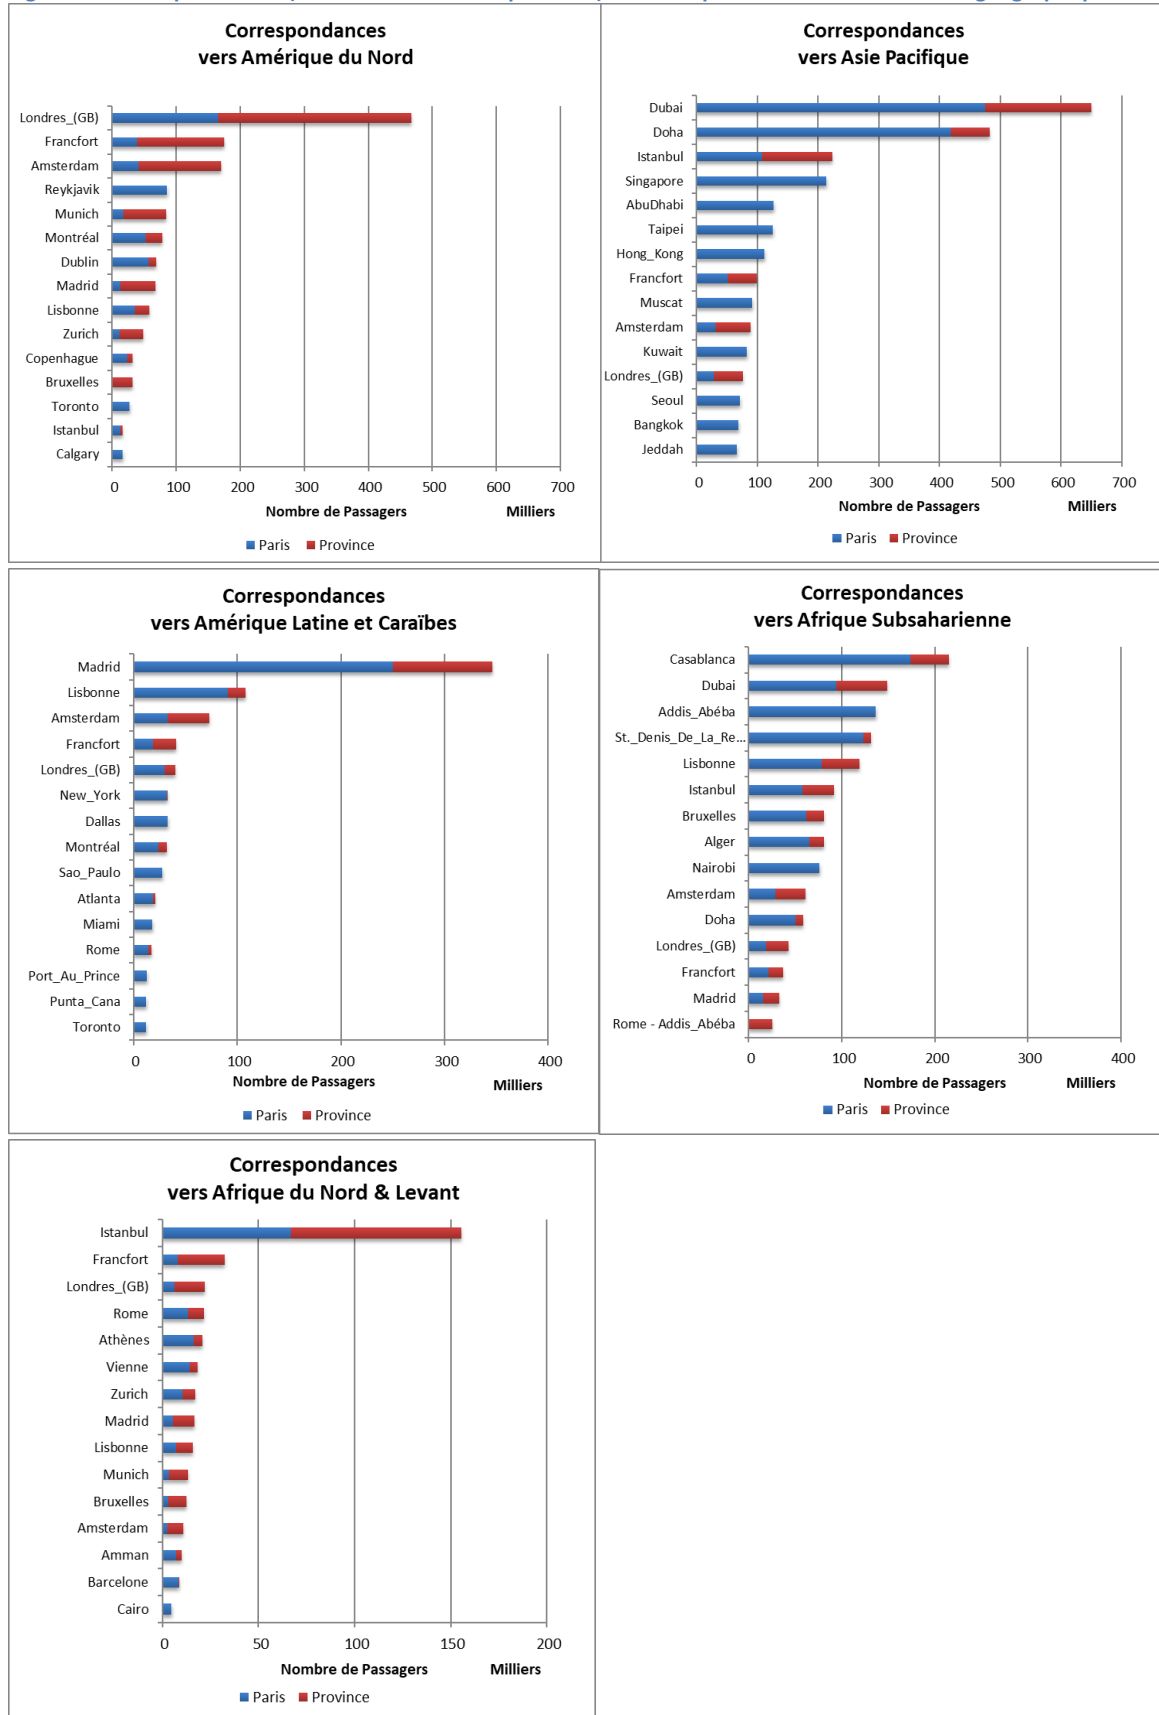 Correspondances
vers Amérique du Nord
Londres_(GB)
Francfort
Amsterdam
Reykjavik
Munich
Montréal
Dublin
Madrid
Lisbonne
Zurich
Copenhague
Bruxelles
Toronto
Istanbul
Calgary
0 100 200 300 400 500 600 700
Nombre de Passagers Milliers
Paris Province
Correspondances
vers Asie Pacifique
Dubai
Doha
Istanbul
Singapore
AbuDhabi
Taipei
Hong_Kong
Francfort
Muscat
Amsterdam
Kuwait
Londres_(GB)
Seoul
Bangkok
Jeddah
0 100 200 300 400 500 600 700
Nombre de Passagers Milliers
Paris Province
Correspondances
vers Amérique Latine et Caraïbes
Madrid
Lisbonne
Amsterdam
Francfort
Londres_(GB)
New_York
Dallas
Montréal
Sao_Paulo
Atlanta
Miami
Rome
Port_Au_Prince
Punta_Cana
Toronto
0 100 200 300 400
Nombre de Passagers Milliers
Paris Province
Correspondances
vers Afrique Subsaharienne
Casablanca
Dubai
Addis_Abéba
St._Denis_De_La_Re...
Lisbonne
Istanbul
Bruxelles
Alger
Nairobi
Amsterdam
Doha
Londres_(GB)
Francfort
Madrid
Rome - Addis_Abéba
0 100 200 300 400
Nombre de Passagers Milliers
Paris Province
Correspondances
vers Afrique du Nord & Levant
Istanbul
Francfort
Londres_(GB)
Rome
Athènes
Vienne
Zurich
Madrid
Lisbonne
Munich
Bruxelles
Amsterdam
Amman
Barcelone
Cairo
0 50 100 150 200
Nombre de Passagers Milliers
Paris Province